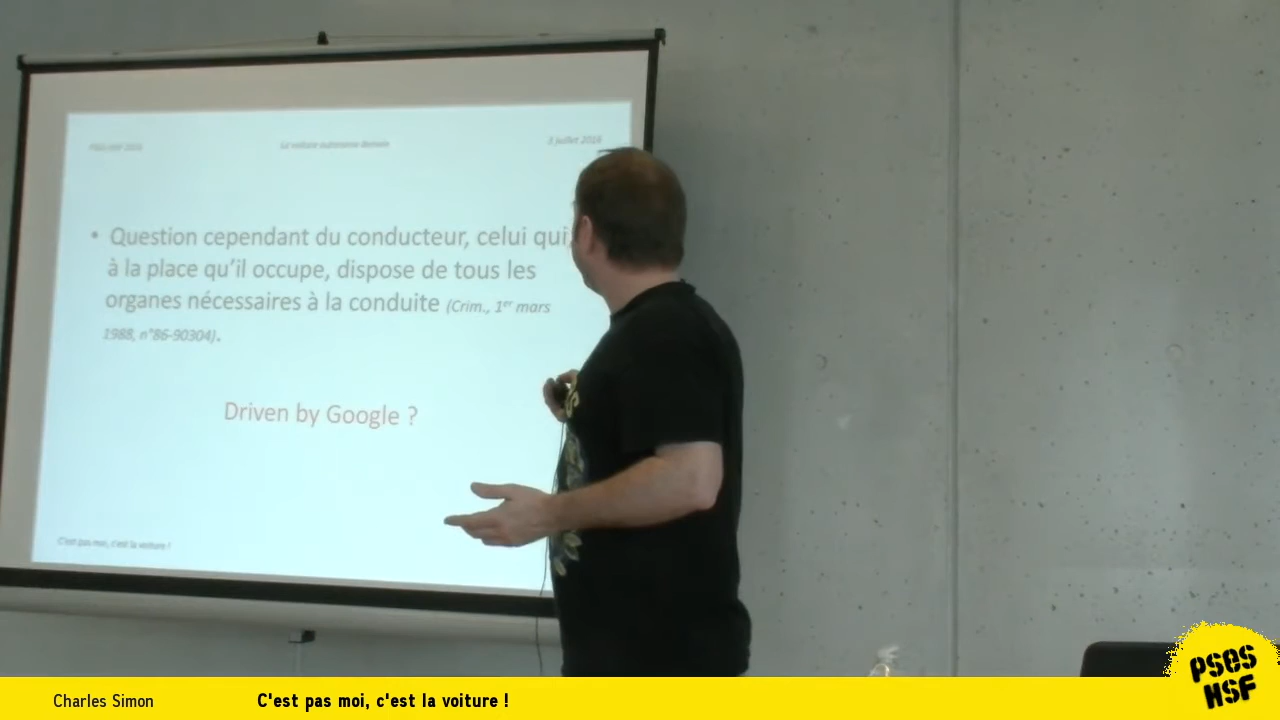 PSES-HSF 2016 La voiture autonome demain 3 juillet 2016
• Question cependant du conducteur, celui qui
à la place qu'il occupe, dispose de tous les
organes nécessaires à la conduite (Crim., 1er mars
1988, n°86-90304).
Driven by Google ?
C'est pas moi, c'est la voiture !
Charles Simon C'est pas moi, c'est la voiture !
PSES
HSF